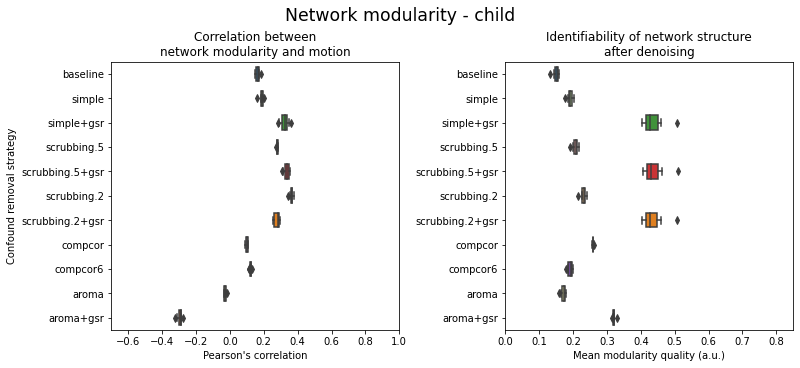 Network modularity - child
Correlation between
network modularity and motion
Confound removal strategy
baseline
simple
simple+gsr
scrubbing.5
scrubbing.5+gsr
scrubbing.2
scrubbing.2+gsr
compcor
compcor6
aroma
aroma+gsr
−0.6 −0.4 −0.2 0.0 0.2 0.4 0.6 0.8 1.0
Pearson's correlation
Identifiability of network structure
after denoising
baseline
simple
simple+gsr
scrubbing.5
scrubbing.5+gsr
scrubbing.2
scrubbing.2+gsr
compcor
compcor6
aroma
aroma+gsr
0.0 0.1 0.2 0.3 0.4 0.5 0.6 0.7 0.8
Mean modularity quality (a.u.)